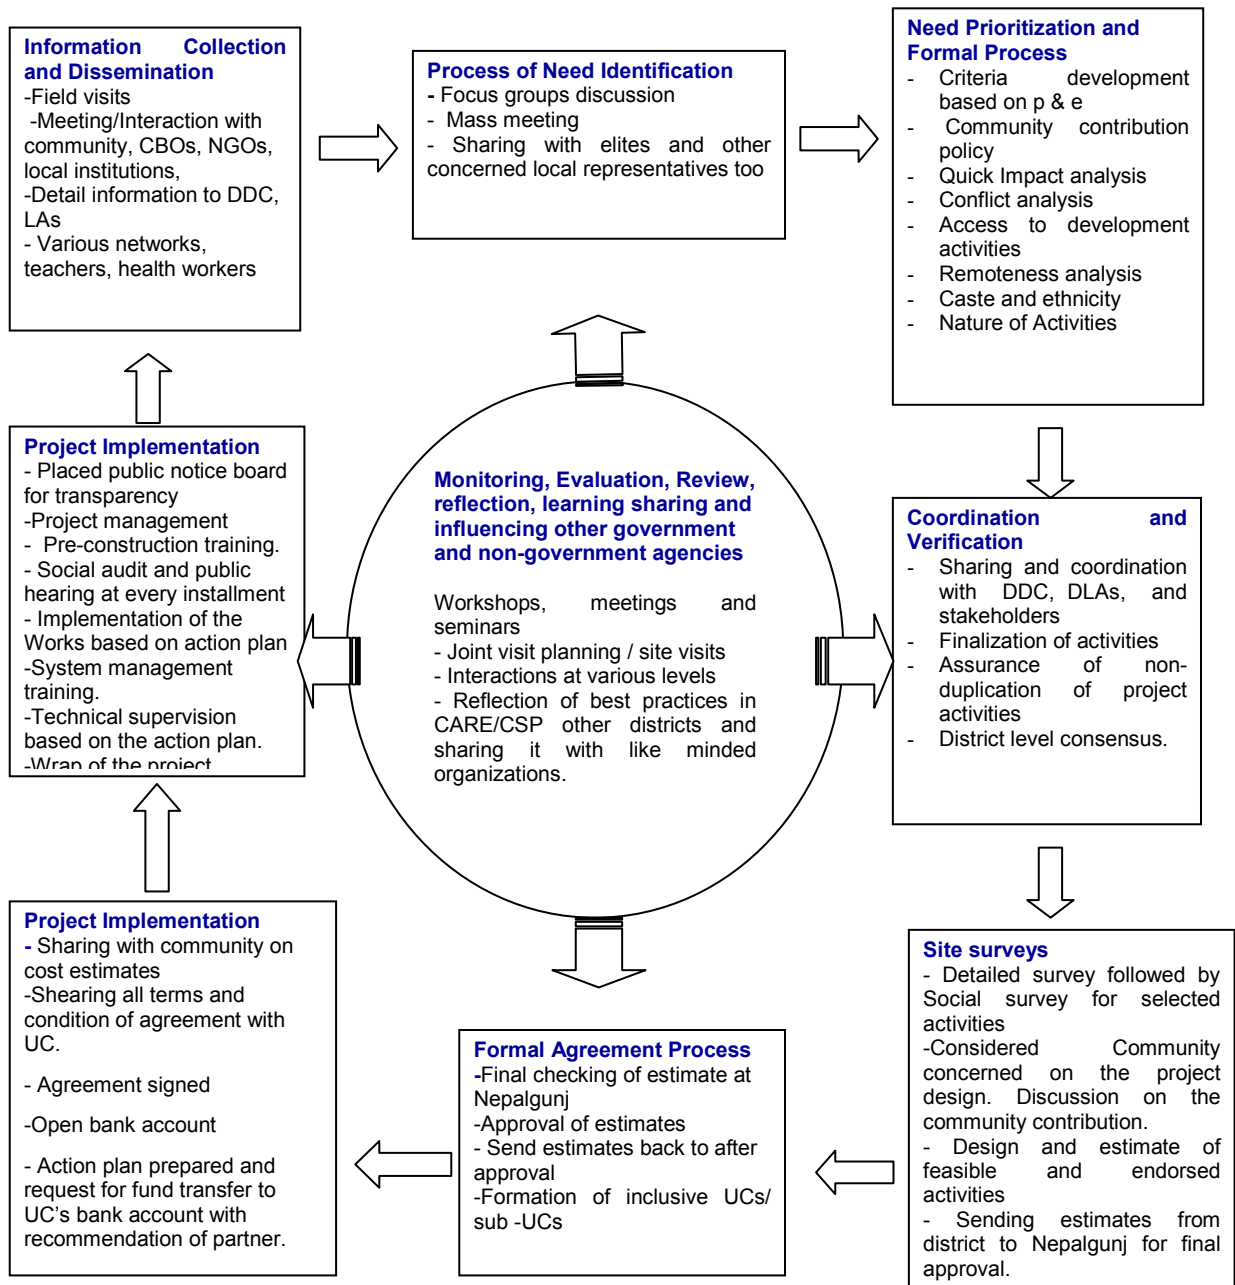 Information Collection
and Dissemination
-Field visits
-Meeting/Interaction with
community, CBOs, NGOs,
local institutions,
-Detail information to DDC,
LAs
- Various networks,
teachers, health workers
Process of Need Identification
- Focus groups discussion
- Mass meeting
- Sharing with elites and other
concerned local representatives too
Need Prioritization and
Formal Process
- Criteria development
based on p & e
- Community contribution
policy
- Quick Impact analysis
- Conflict analysis
- Access to development
activities
- Remoteness analysis
- Caste and ethnicity
- Nature of Activities
Project Implementation
- Placed public notice board
for transparency
-Project management
- Pre-construction training.
- Social audit and public
hearing at every installment
- Implementation of the
Works based on action plan
-System management
training.
-Technical supervision
based on the action plan.
-Wrap of the project
Monitoring, Evaluation, Review,
reflection, learning sharing and
influencing other government
and non-government agencies
Workshops, meetings and
seminars
- Joint visit planning / site visits
- Interactions at various levels
- Reflection of best practices in
CARE/CSP other districts and
sharing it with like minded
organizations.
Coordination and
Verification
- Sharing and coordination
with DDC, DLAs, and
stakeholders
- Finalization of activities
- Assurance of non-
duplication of project
activities
- District level consensus.
Project Implementation
- Sharing with community on
cost estimates
-Shearing all terms and
condition of agreement with
UC.
- Agreement signed
-Open bank account
- Action plan prepared and
request for fund transfer to
UC's bank account with
recommendation of partner.
Formal Agreement Process
-Final checking of estimate at
Nepalgunj
-Approval of estimates
- Send estimates back to after
approval
-Formation of inclusive UCs/
sub -UCs
Site surveys
- Detailed survey followed by
Social survey for selected
activities
-Considered Community
concerned on the project
design. Discussion on the
community contribution.
- Design and estimate of
feasible and endorsed
activities
- Sending estimates from
district to Nepalgunj for final
approval.